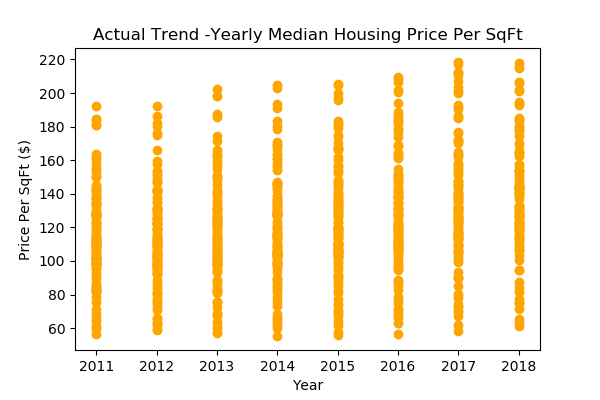 Actual Trend -Yearly Median Housing Price Per SqFt
Price Per SqFt ($)
220
200
180
160
140
120
100
80
60
2011 2012 2013 2014 2015 2016 2017 2018
Year